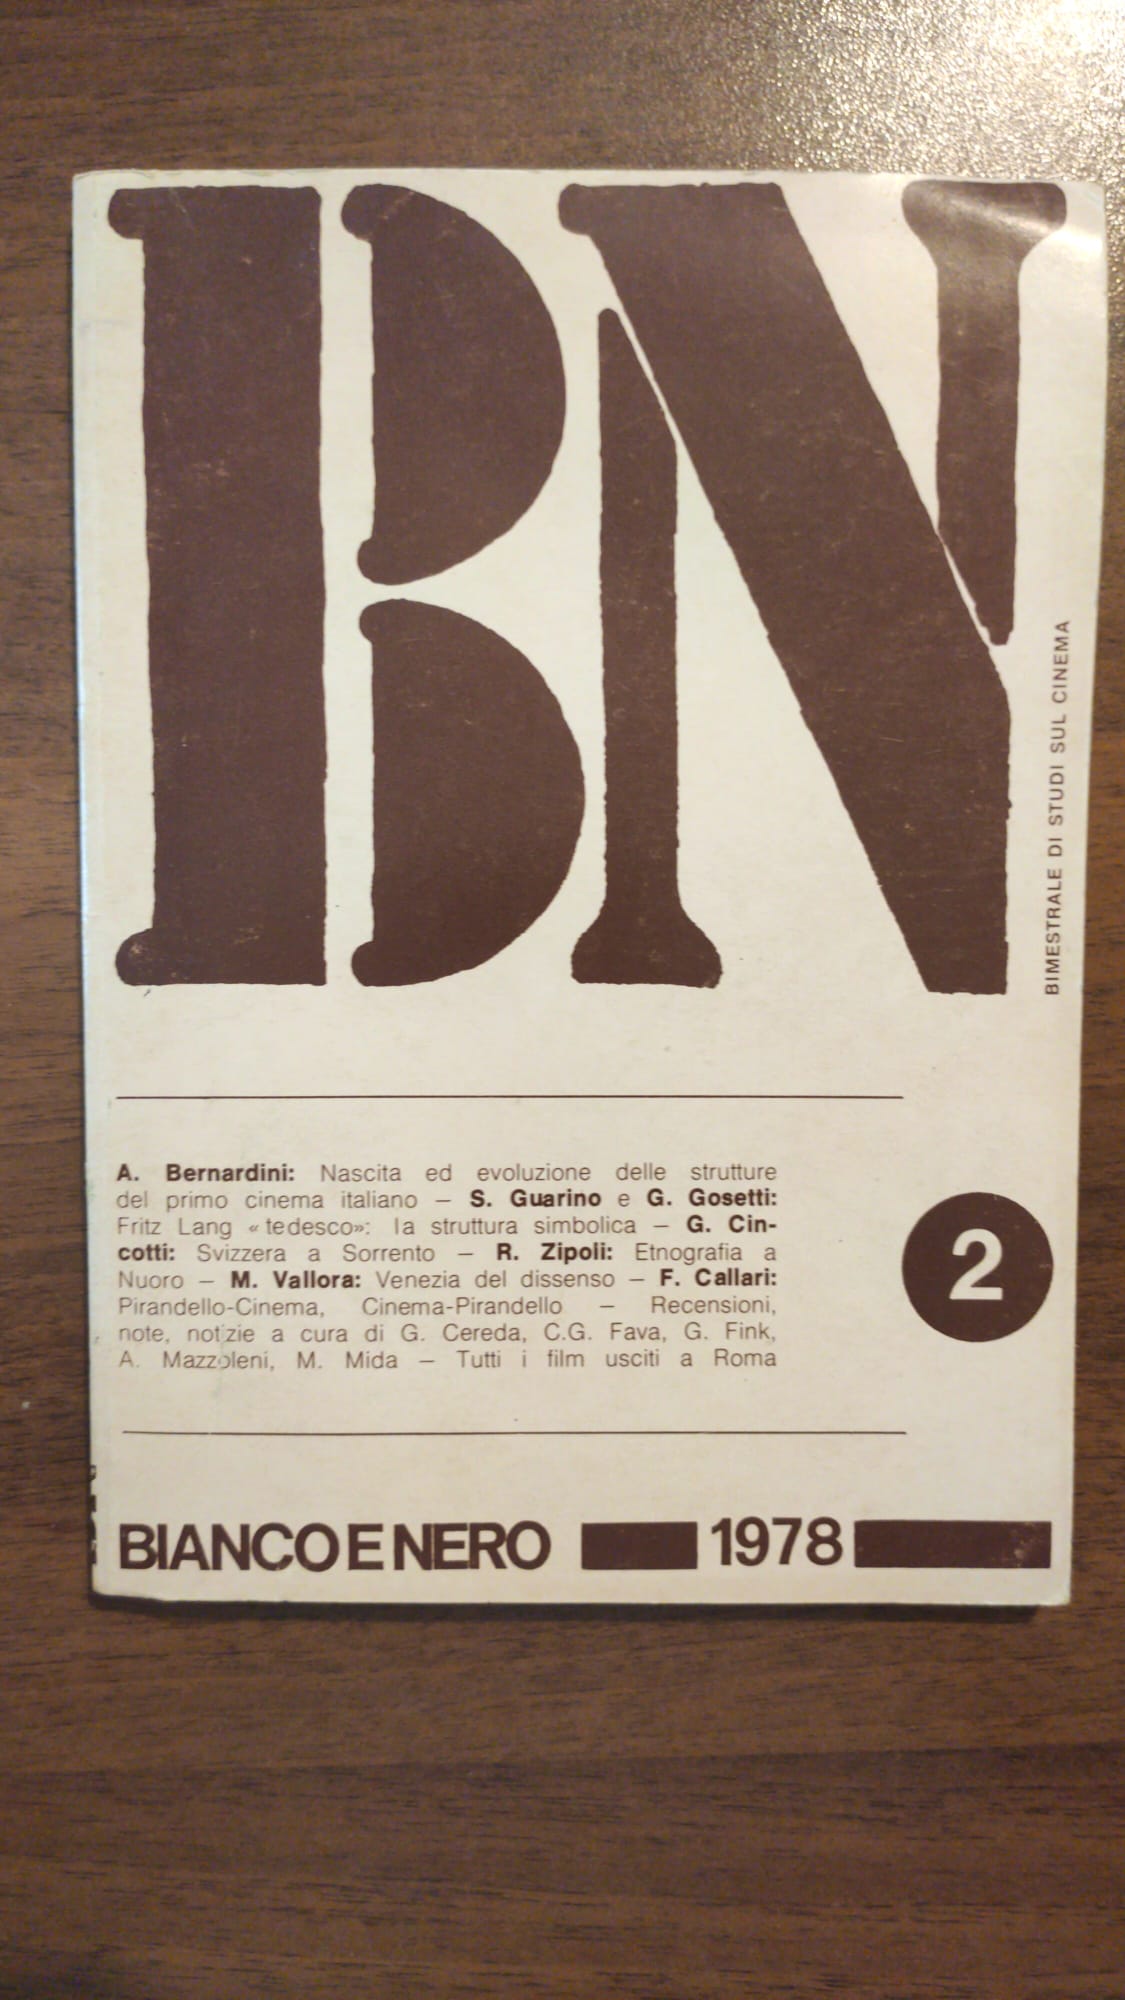 BN
BIMESTRALE DI STUDI SUL CINEMA
A. Bernardini: Nascita ed evoluzione delle strutture
del primo cinema italiano — S. Guarino e G. Gosetti:
Fritz Lang «tedesco»: la struttura simbolica — G. Cin-
cotti: Svizzera a Sorrento — R. Zipoli: Etnografia a
Nuoro — M. Vallora: Venezia del dissenso — F. Callari:
Pirandello-Cinema, Cinema-Pirandello — Recensioni,
note, notizie a cura di G. Cereda, C.G. Fava, G. Fink,
A. Mazzoleni, M. Mida — Tutti i film usciti a Roma
2
BIANCO E NERO 1978